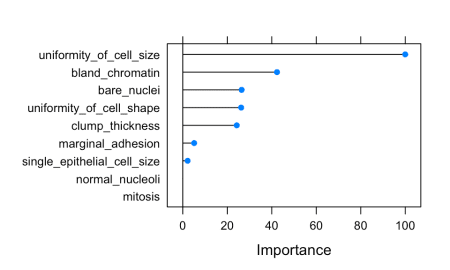 uniformity_of_cell_size
bland_chromatin
bare_nuclei
uniformity_of_cell_shape
clump_thickness
marginal_adhesion
single_epithelial_cell_size
normal_nucleoli
mitosis
0 20 40 60 80 100
Importance